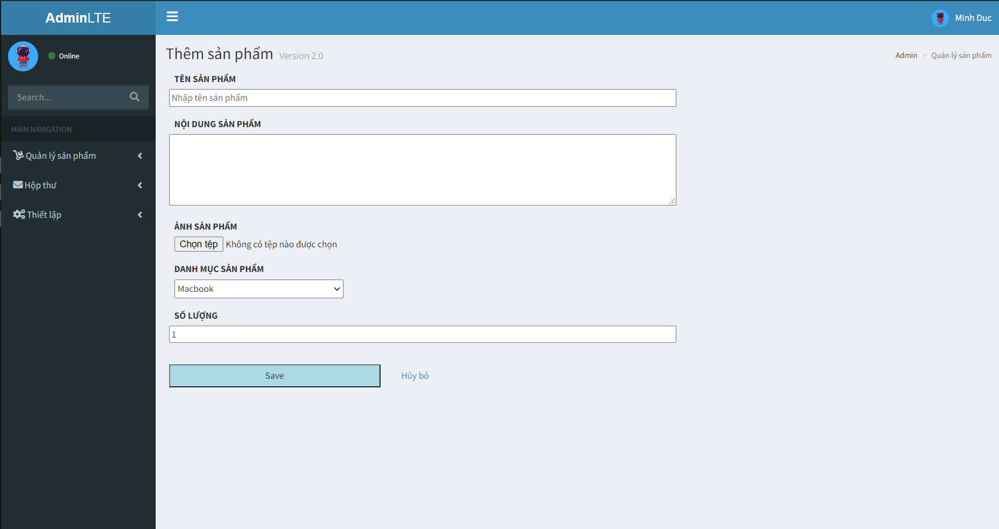 AdminLTE
Minh Duc
Online
Search...
MAIN NAVIGATION
Quản lý sản phẩm
Hộp thư
Thiết lập
Thêm sản phẩm Version 2.0
Admin > Quản lý sản phẩm
TÊN SẢN PHẨM
Nhập tên sản phẩm
NỘI DUNG SẢN PHẨM
ẢNH SẢN PHẨM
Chọn tệp Không có tệp nào được chọn
DANH MỤC SẢN PHẨM
Macbook
SỐ LƯỢNG
1
Save Hủy bỏ